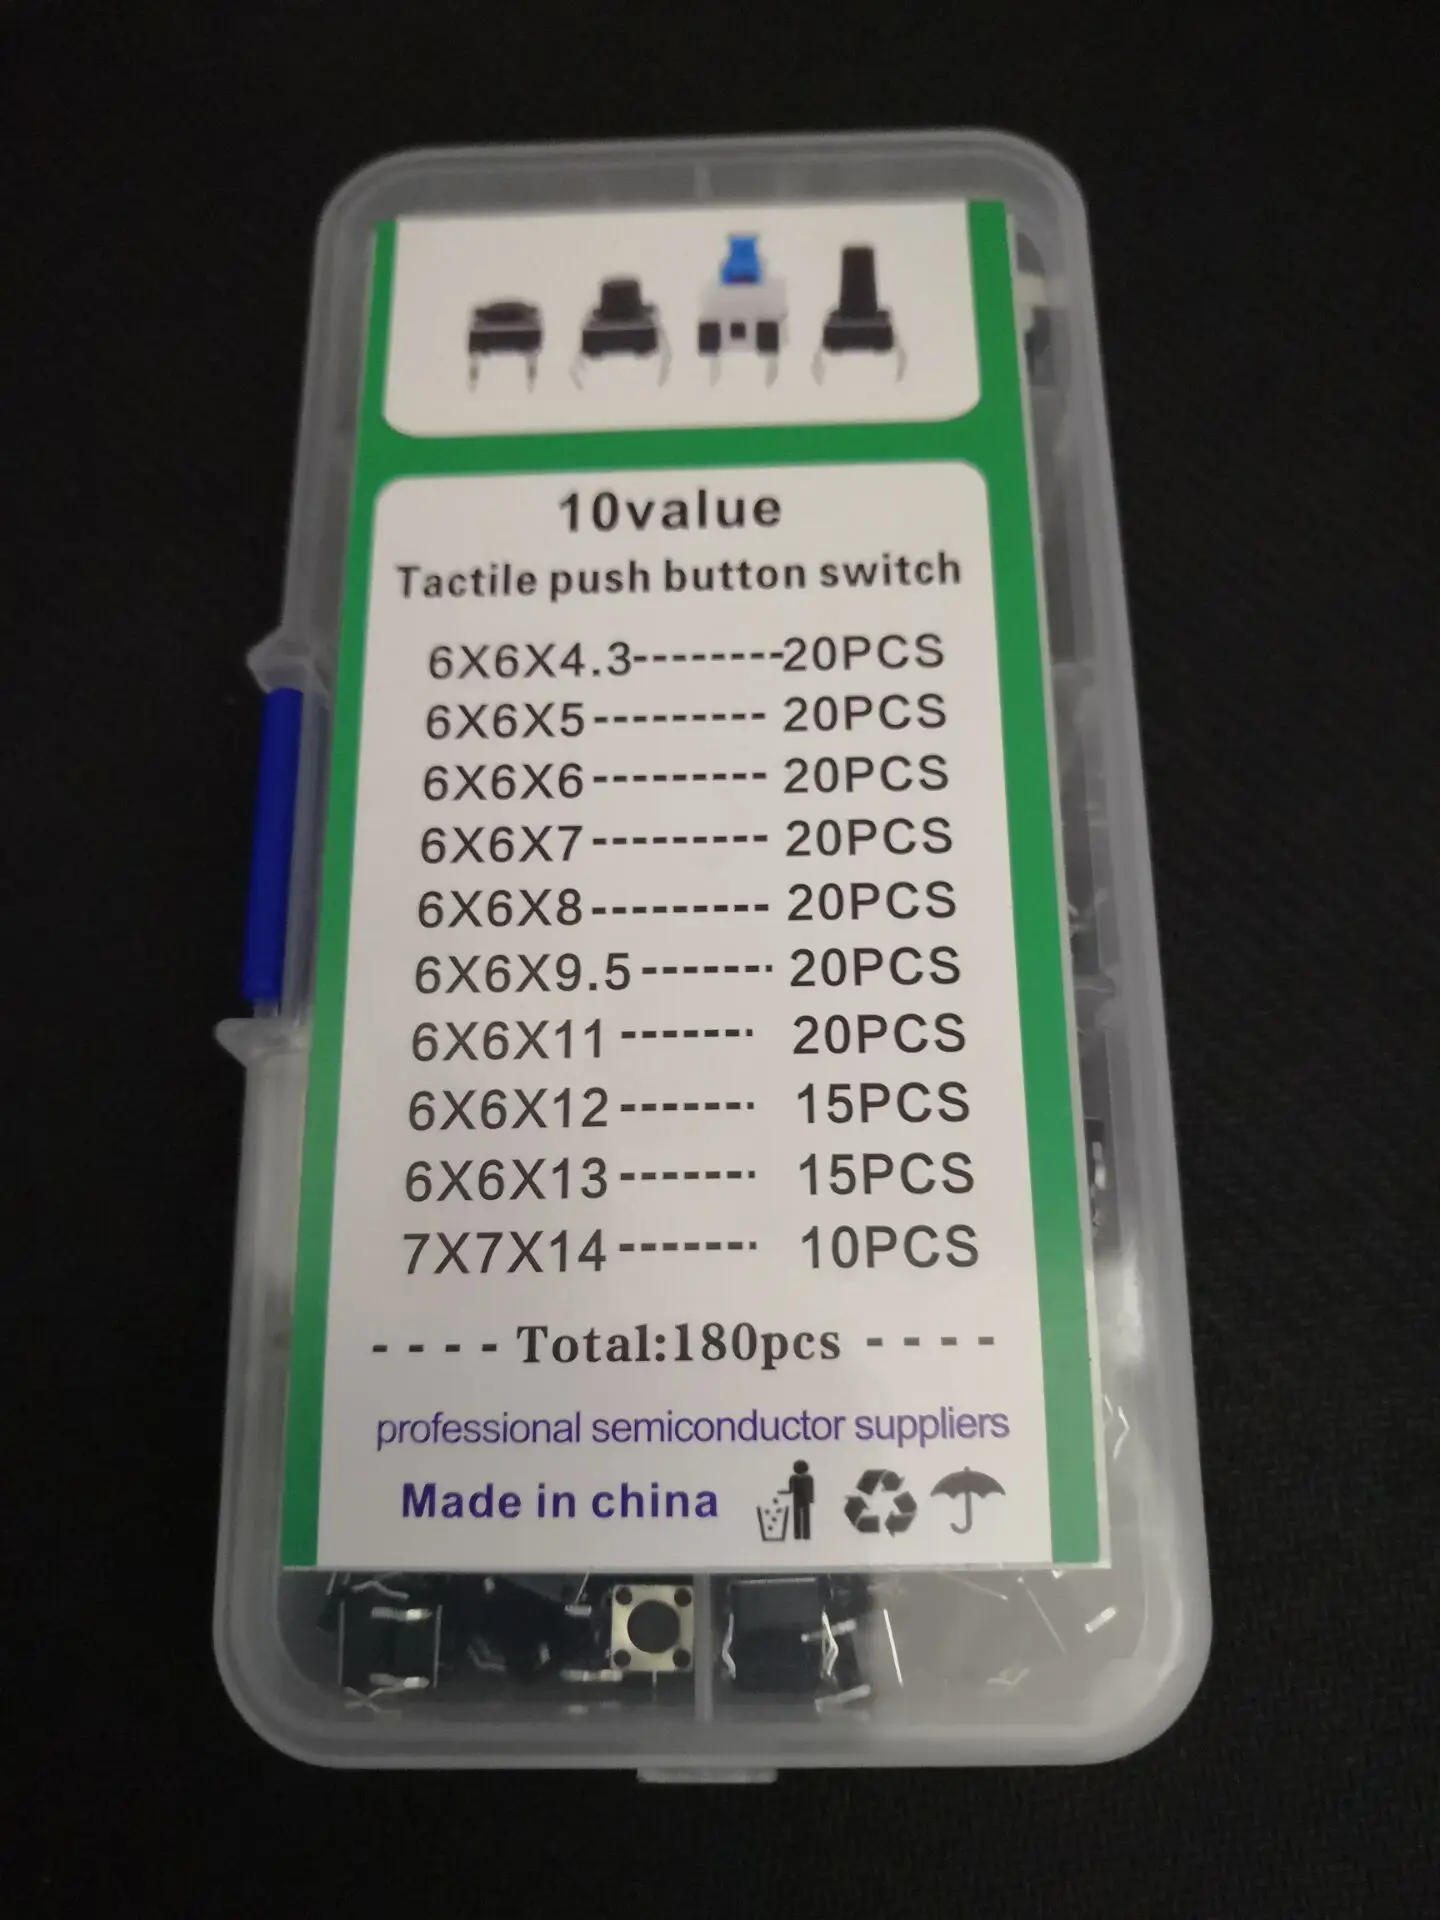 10value
Tactile push button switch
6X6X4.3--------20PCS
6X6X5--------- 20PCS
6X6X6--------- 20PCS
6X6X7--------- 20PCS
6X6X8--------- 20PCS
6X6X9.5------- 20PCS
6X6X11------- 20PCS
6X6X12------- 15PCS
6X6X13------- 15PCS
7X7X14------- 10PCS
- - - - Total:180pcs - - - -
professional semiconductor suppliers
Made in china